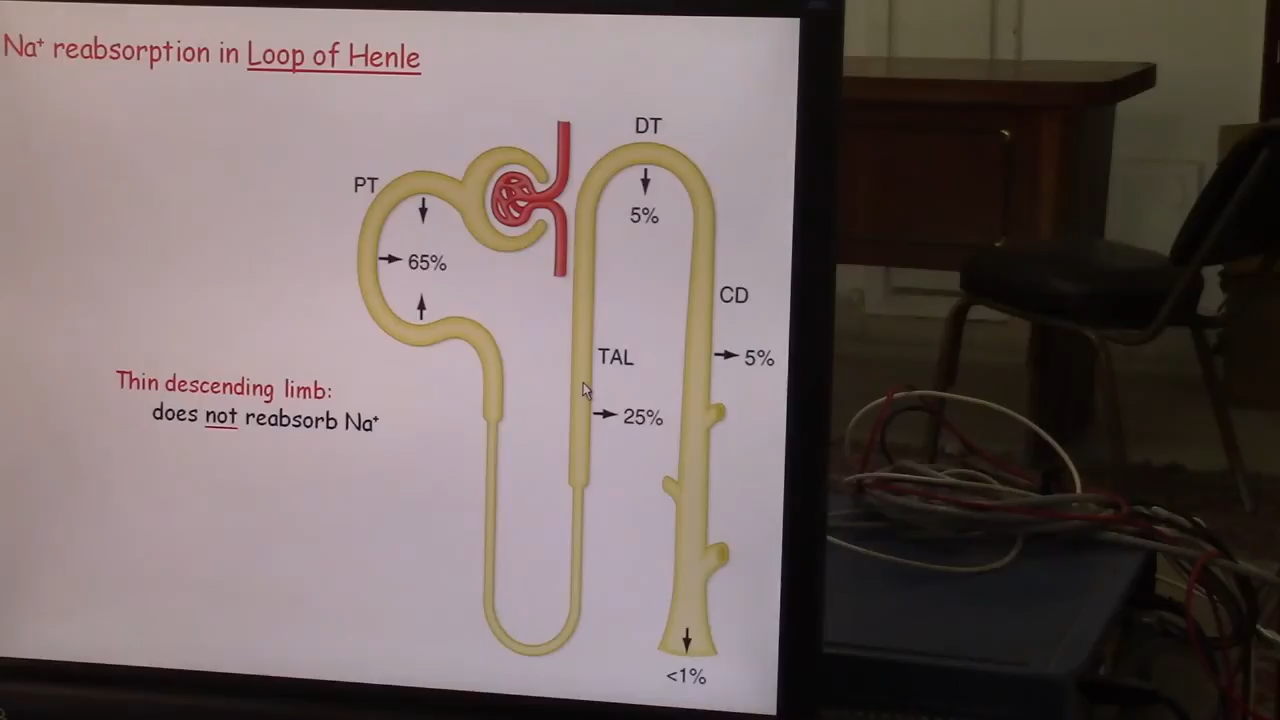 Na⁺ reabsorption in Loop of Henle
DT
PT
5%
65%
CD
TAL
5%
Thin descending limb:
does not reabsorb Na⁺
25%
<1%